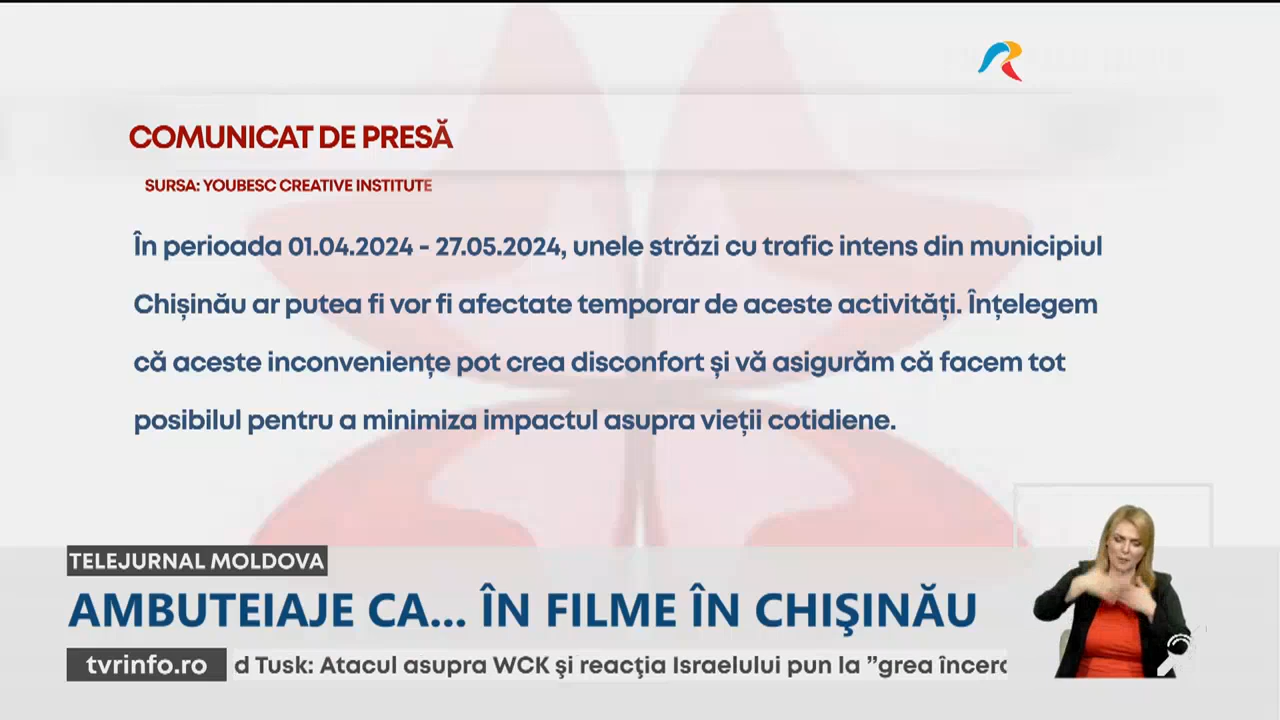 COMUNICAT DE PRESĂ
SURSA: YOUBESC CREATIVE INSTITUTE
În perioada 01.04.2024 - 27.05.2024, unele străzi cu trafic intens din municipiul
Chișinău ar putea fi vor fi afectate temporar de aceste activități. Înțelegem
că aceste inconveniențe pot crea disconfort și vă asigurăm că facem tot
posibilul pentru a minimiza impactul asupra vieții cotidiene.
TELEJURNAL MOLDOVA
AMBUTEIAJE CA... ÎN FILME ÎN CHIŞINĂU
tvrinfo.ro
d Tusk: Atacul asupra WCK şi reacţia Israelului pun la ”grea încerc